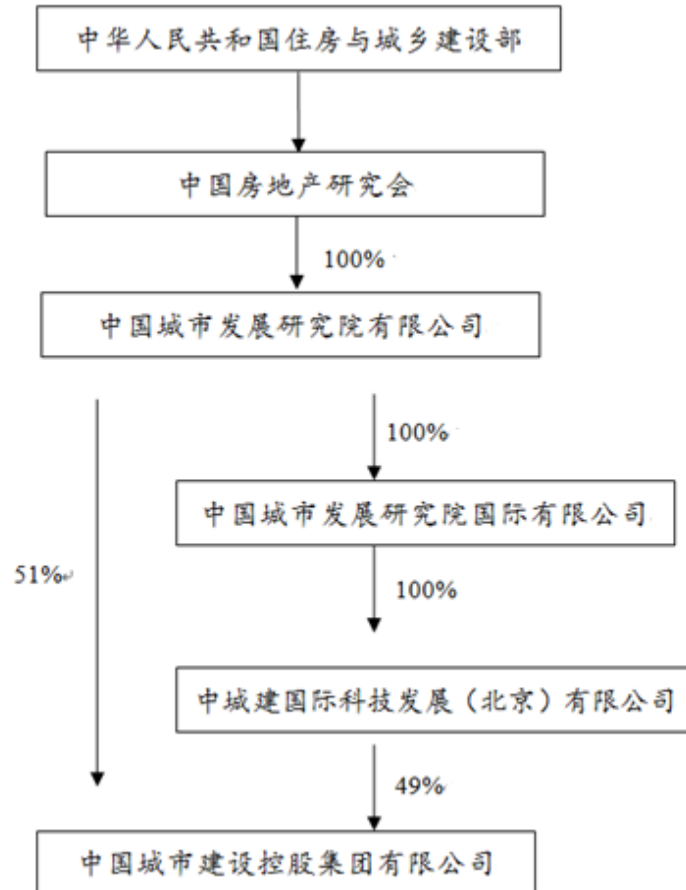 中华人民共和国住房与城乡建设部
中国房地产研究会
100%
中国城市发展研究院有限公司
100%
中国城市发展研究院国际有限公司
51%
100%
中城建国际科技发展（北京）有限公司
49%
中国城市建设控股集团有限公司